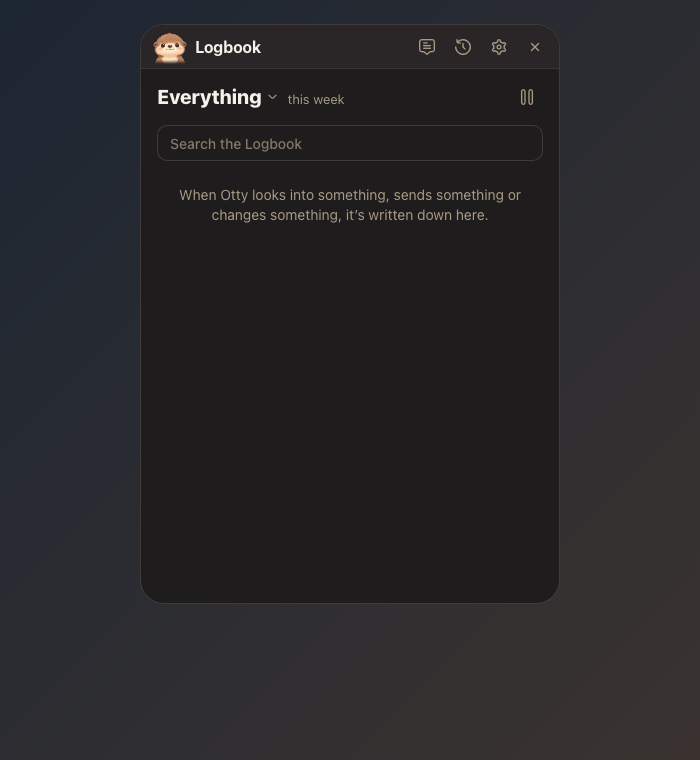 Logbook
Everything this week
Search the Logbook
When Otty looks into something, sends something or
changes something, it’s written down here.